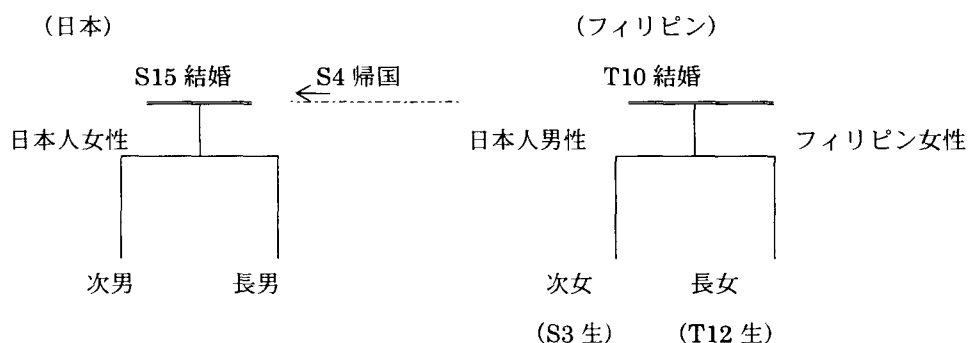 (日本) (フィリピン)
S15 結婚 S4 帰国 T10 結婚
日本人女性 日本人男性 フィリピン女性
次男 長男 次女 長女
(S3 生) (T12 生)